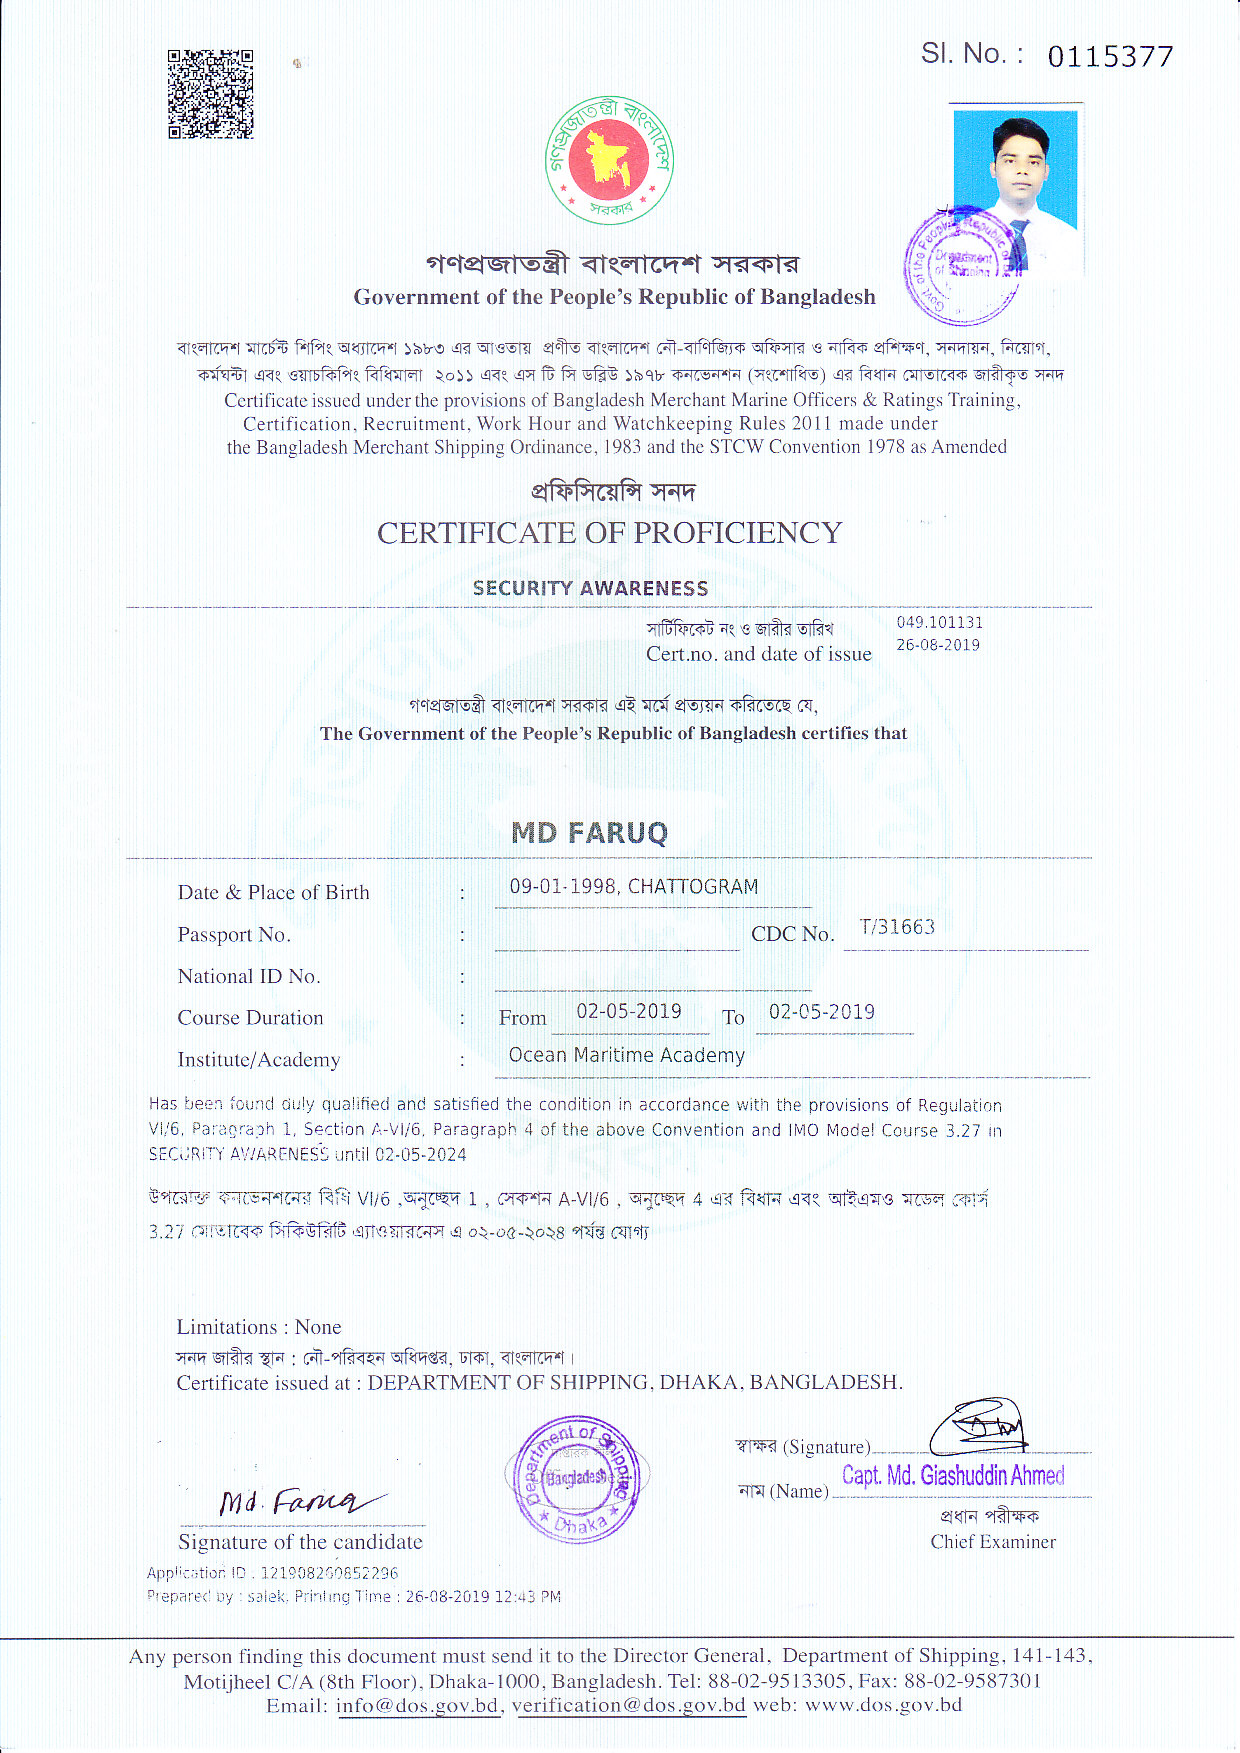 Sl. No. : 0115377
গণপ্রজাতন্ত্রী বাংলাদেশ
সরকার
Govt of the People's Republic of
Department of Shipping
গণপ্রজাতন্ত্রী বাংলাদেশ সরকার
Government of the People's Republic of Bangladesh
বাংলাদেশ মার্চেন্ট শিপিং অধ্যাদেশ ১৯৮৩ এর আওতায় প্রণীত বাংলাদেশ নৌ-বাণিজ্যিক অফিসার ও নাবিক প্রশিক্ষণ, সনদায়ন, নিয়োগ,
কর্মঘন্টা এবং ওয়াচকিপিং বিধিমালা ২০১১ এবং এস টি সি ডব্লিউ ১৯৭৮ কনভেনশন (সংশোধিত) এর বিধান মোতাবেক জারীকৃত সনদ
Certificate issued under the provisions of Bangladesh Merchant Marine Officers & Ratings Training,
Certification, Recruitment, Work Hour and Watchkeeping Rules 2011 made under
the Bangladesh Merchant Shipping Ordinance, 1983 and the STCW Convention 1978 as Amended
প্রফিসিয়েন্সি সনদ
CERTIFICATE OF PROFICIENCY
SECURITY AWARENESS
সার্টিফিকেট নং ও জারীর তারিখ 049.101131
Cert.no. and date of issue 26-08-2019
গণপ্রজাতন্ত্রী বাংলাদেশ সরকার এই মর্মে প্রত্যয়ন করিতেছে যে,
The Government of the People's Republic of Bangladesh certifies that
MD FARUQ
Date & Place of Birth : 09-01-1998, CHATTOGRAM
Passport No. : CDC No. T/31663
National ID No. :
Course Duration : From 02-05-2019 To 02-05-2019
Institute/Academy : Ocean Maritime Academy
Has been found duly qualified and satisfied the condition in accordance with the provisions of Regulation
VI/6, Paragraph 1, Section A-VI/6, Paragraph 4 of the above Convention and IMO Model Course 3.27 in
SECURITY AWARENESS until 02-05-2024
উপরোক্ত কনভেনশনের বিধি VI/6 ,অনুচ্ছেদ 1 , সেকশন A-VI/6 , অনুচ্ছেদ 4 এর বিধান এবং আইএমও মডেল কোর্স
3.27 মোতাবেক সিকিউরিটি এ্যাওয়ারনেস এ ০২-০৫-২০২৪ পর্যন্ত যোগ্য
Limitations : None
সনদ জারীর স্থান : নৌ-পরিবহন অধিদপ্তর, ঢাকা, বাংলাদেশ।
Certificate issued at : DEPARTMENT OF SHIPPING, DHAKA, BANGLADESH.
Department of Shipping
Bangladesh
Dhaka
স্বাক্ষর (Signature)
নাম (Name) Capt. Md. Giashuddin Ahmed
প্রধান পরীক্ষক
Chief Examiner
Md. Faruq
Signature of the candidate
Application ID : 121908260852296
Prepared by : salek, Printing Time : 26-08-2019 12:43 PM
Any person finding this document must send it to the Director General, Department of Shipping, 141-143,
Motijheel C/A (8th Floor), Dhaka-1000, Bangladesh. Tel: 88-02-9513305, Fax: 88-02-9587301
Email: info@dos.gov.bd, verification@dos.gov.bd web: www.dos.gov.bd